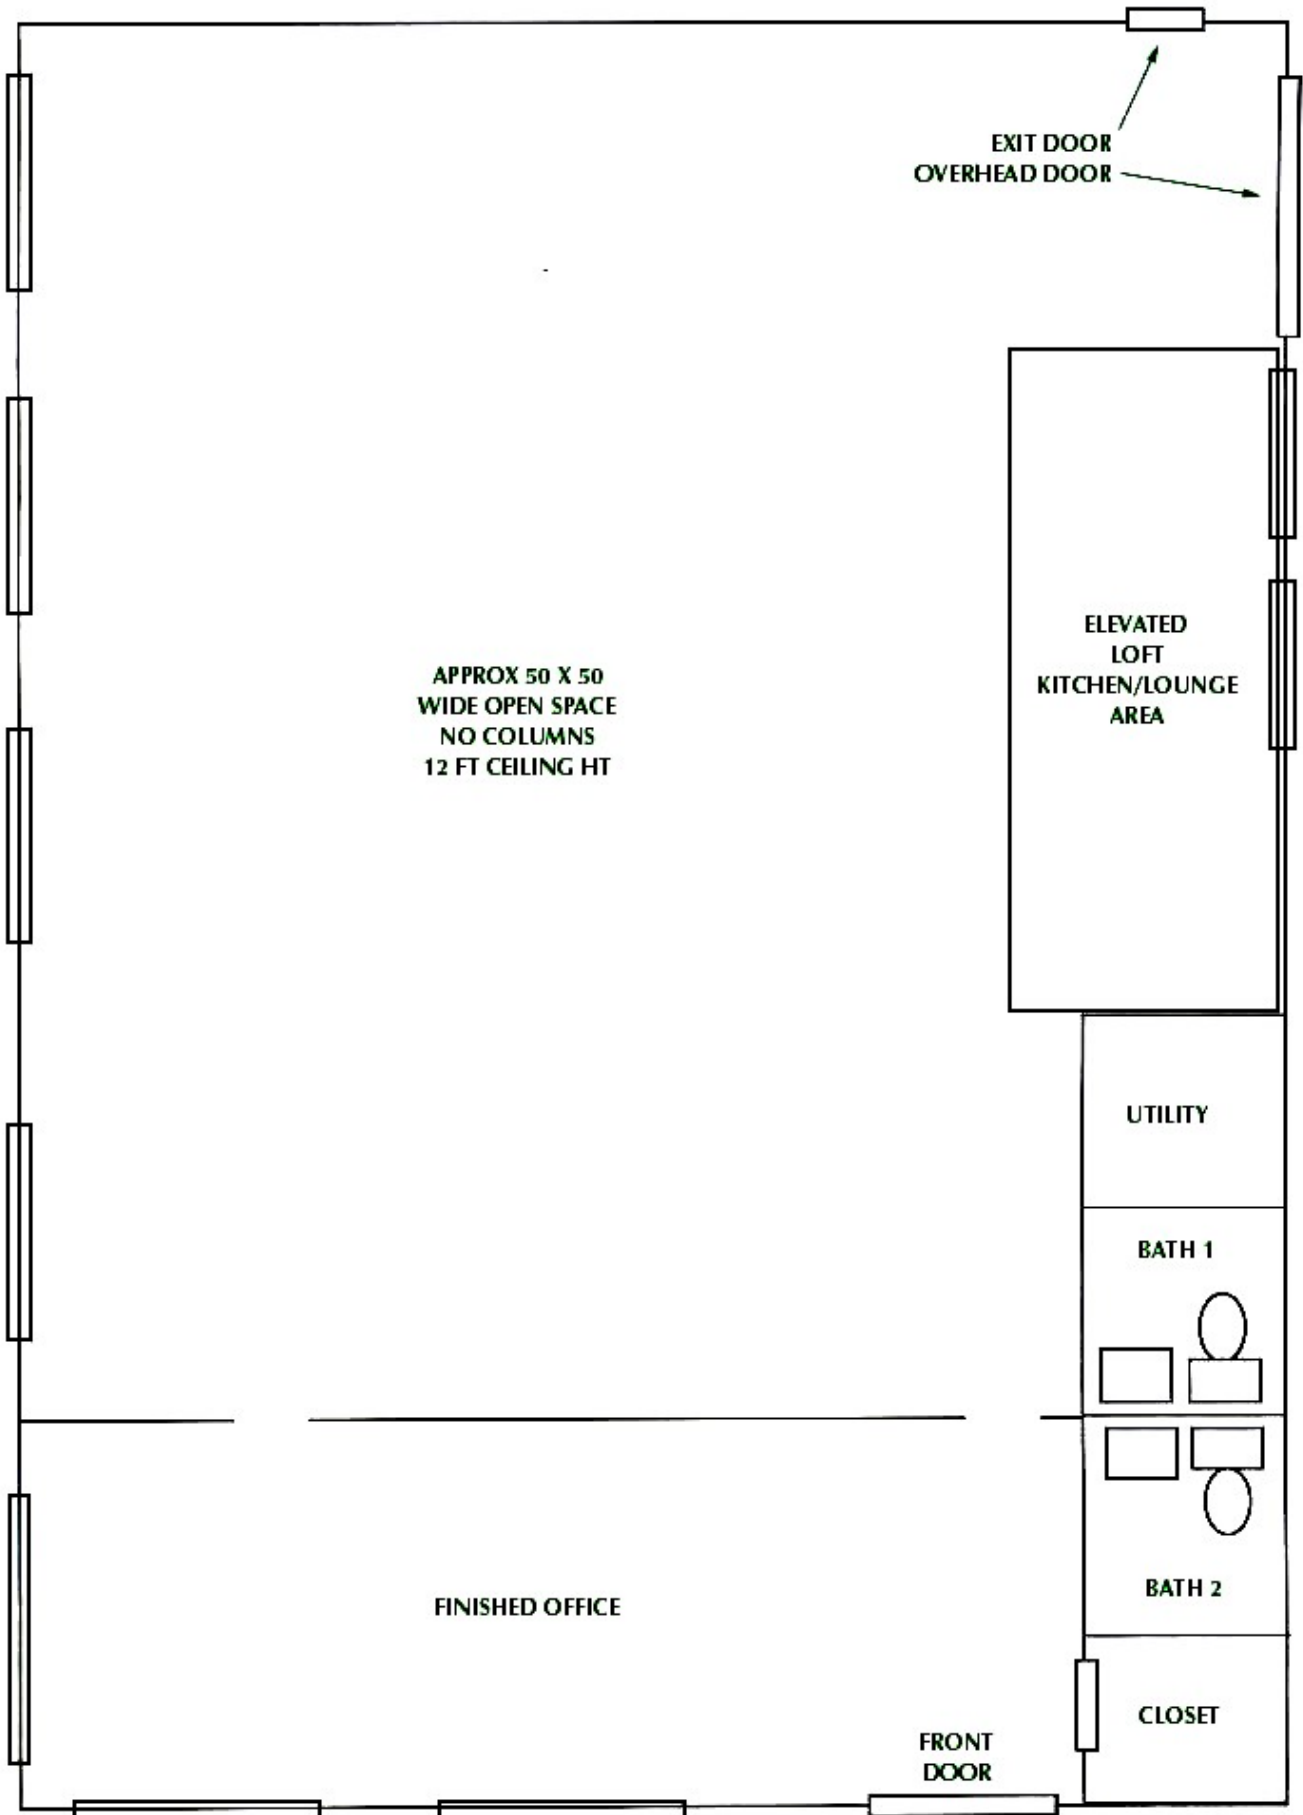 EXIT DOOR
OVERHEAD DOOR
APPROX 50 X 50
WIDE OPEN SPACE
NO COLUMNS
12 FT CEILING HT
ELEVATED
LOFT
KITCHEN/LOUNGE
AREA
UTILITY
BATH 1
BATH 2
FINISHED OFFICE
CLOSET
FRONT
DOOR